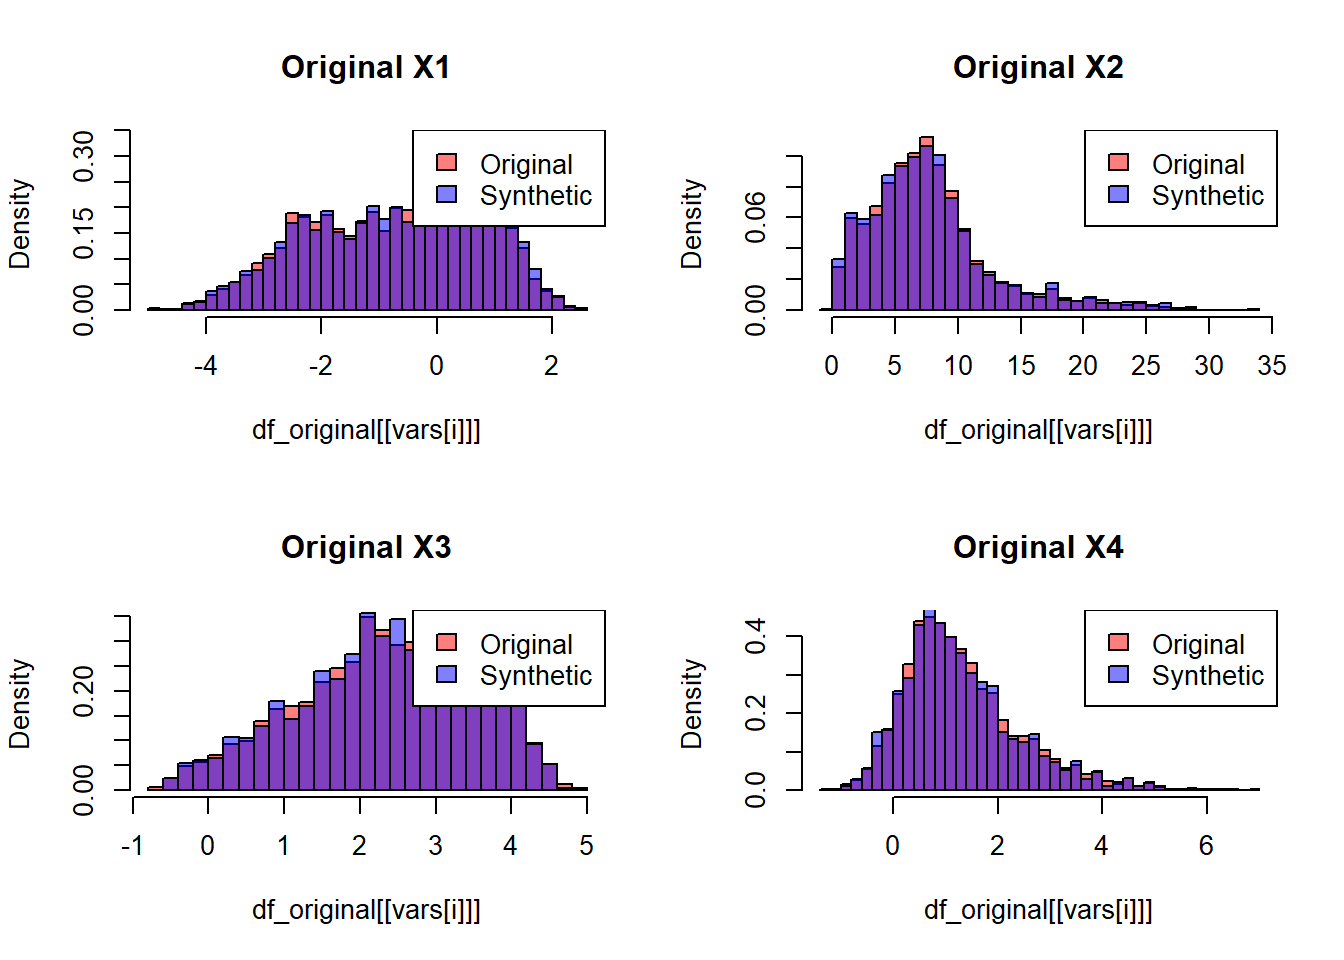 Original X1
Density
0.00 0.15 0.30
Original
Synthetic
-4 -2 0 2
df_original[[vars[i]]]
Original X2
Density
0.00 0.06
Original
Synthetic
0 5 10 15 20 25 30 35
df_original[[vars[i]]]
Original X3
Density
0.00 0.20
Original
Synthetic
-1 0 1 2 3 4 5
df_original[[vars[i]]]
Original X4
Density
0.0 0.2 0.4
Original
Synthetic
0 2 4 6
df_original[[vars[i]]]